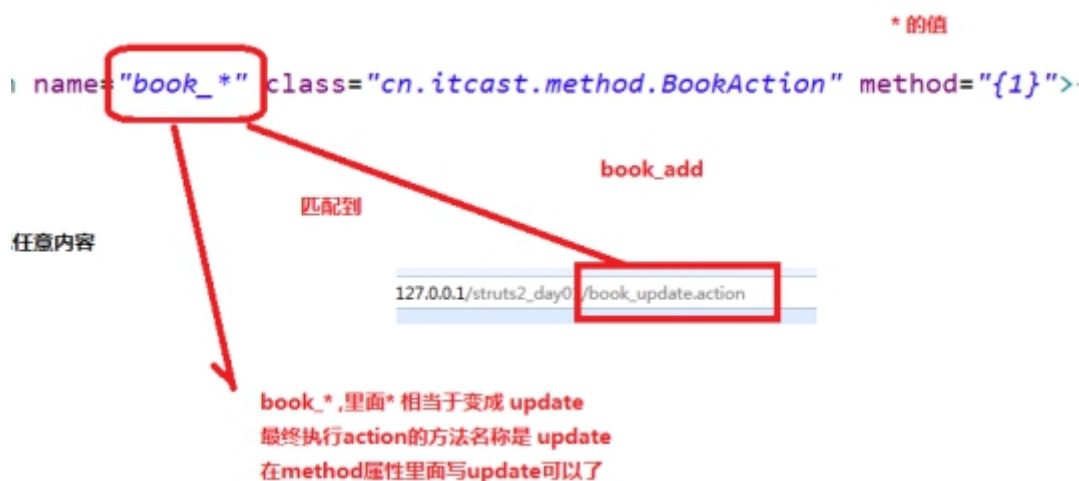 * 的值
name="book_*" class="cn.itcast.method.BookAction" method="{1}">
book_add
匹配到
任意内容
127.0.0.1/struts2_day0 /book_update.action
book_* ,里面* 相当于变成 update
最终执行action的方法名称是 update
在method属性里面写update可以了